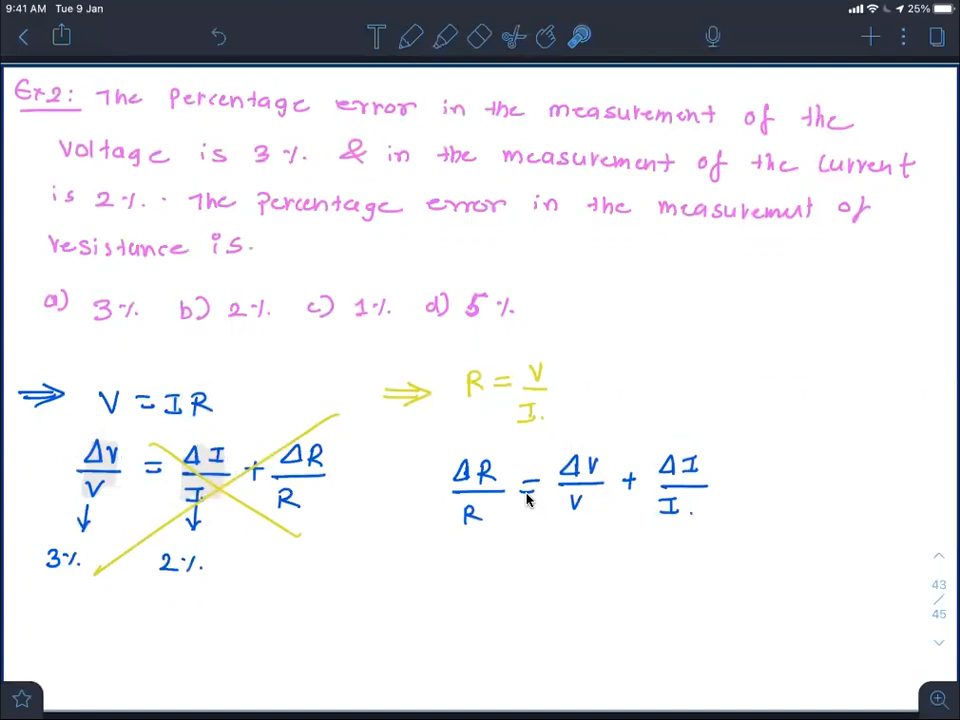 9:41 AM Tue 9 Jan
25%
Ex2: The Percentage error in the measurement of the
voltage is 3 % & in the measurement of the current
is 2 %. The Percentage error in the measurement of
resistance is.
a) 3 % b) 2 % c) 1 % d) 5 %
⇒ V = IR
ΔV/V = ΔI/I + ΔR/R
3 %
2 %
⇒ R = V/I.
ΔR/R = ΔV/V + ΔI/I.
43
/
45